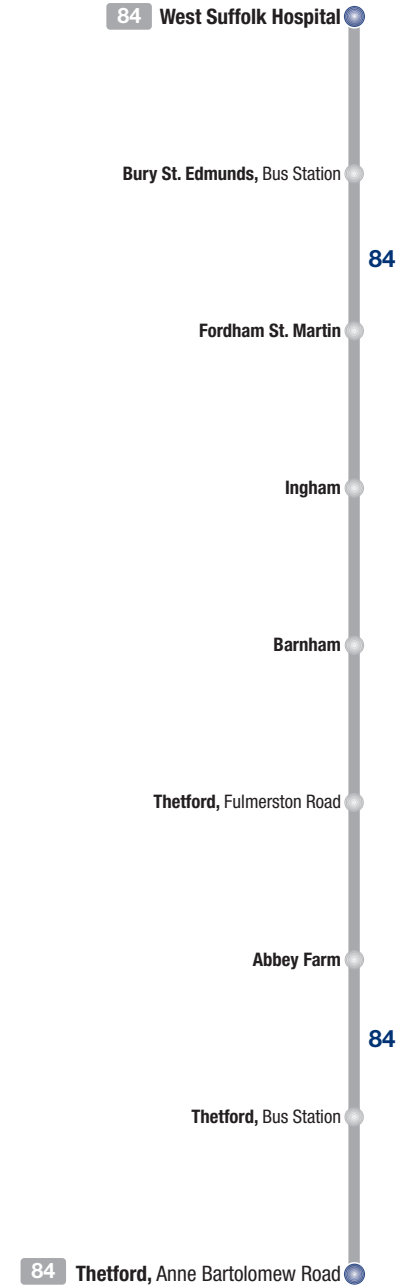 84 West Suffolk Hospital
Bury St. Edmunds, Bus Station
84
Fordham St. Martin
Ingham
Barnham
Thetford, Fulmerston Road
Abbey Farm
84
Thetford, Bus Station
84 Thetford, Anne Bartolomew Road